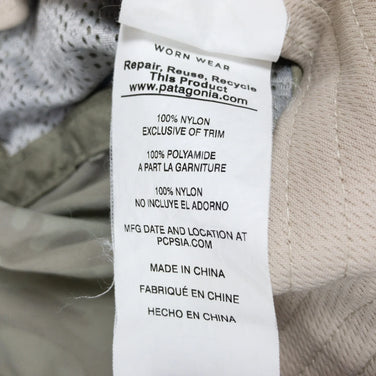 WORN WEAR
Repair, Reuse, Recycle
This Product
www.patagonia.com
100% NYLON
EXCLUSIVE OF TRIM
100% POLYAMIDE
A PART LA GARNITURE
100% NYLON
NO INCLUYE EL ADORNO
MFG DATE AND LOCATION AT
PCPSIA.COM
MADE IN CHINA
FABRIQUÉ EN CHINE
HECHO EN CHINA